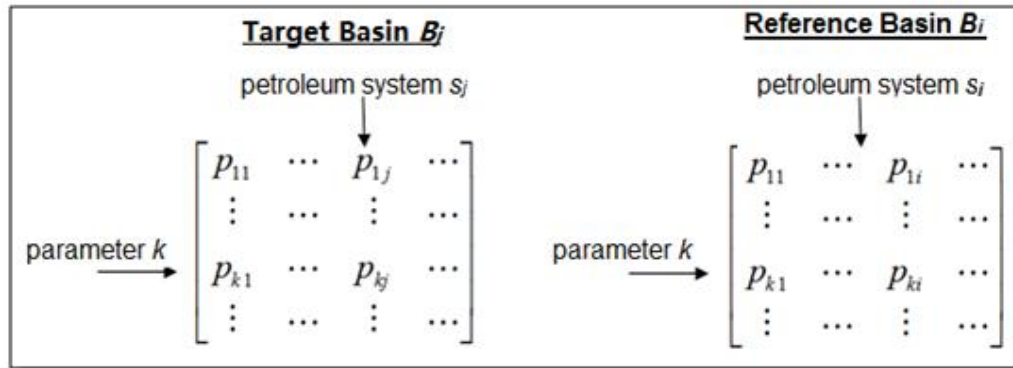 Target Basin Bj
Reference Basin Bi
petroleum system sj
petroleum system si
p11 ⋯ p1j ⋯
⋮ ⋯ ⋮ ⋯
parameter k
pk1 ⋯ pkj ⋯
⋮ ⋯ ⋮ ⋯
p11 ⋯ p1i ⋯
⋮ ⋯ ⋮ ⋯
parameter k
pk1 ⋯ pki ⋯
⋮ ⋯ ⋮ ⋯